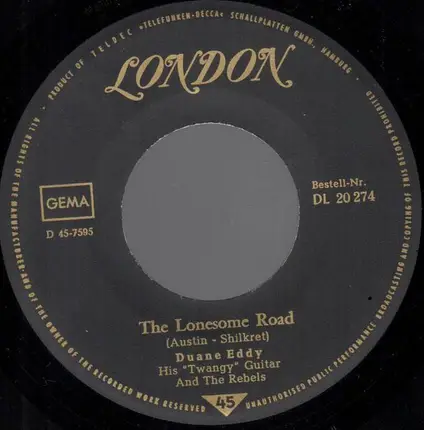 PRODUCT OF TELDEC »TELEFUNKEN-DECCA« SCHALLPLATTEN GMBH., HAMBURG
LONDON
GEMA
D 45-7595
Bestell-Nr.
DL 20 274
The Lonesome Road
(Austin - Shilkret)
Duane Eddy
His "Twangy" Guitar
And The Rebels
45
ALL RIGHTS OF THE MANUFACTURER AND OF THE OWNER OF THE RECORDED WORK RESERVED
UNAUTHORISED PUBLIC PERFORMANCE BROADCASTING AND COPYING OF THIS RECORD PROHIBITED